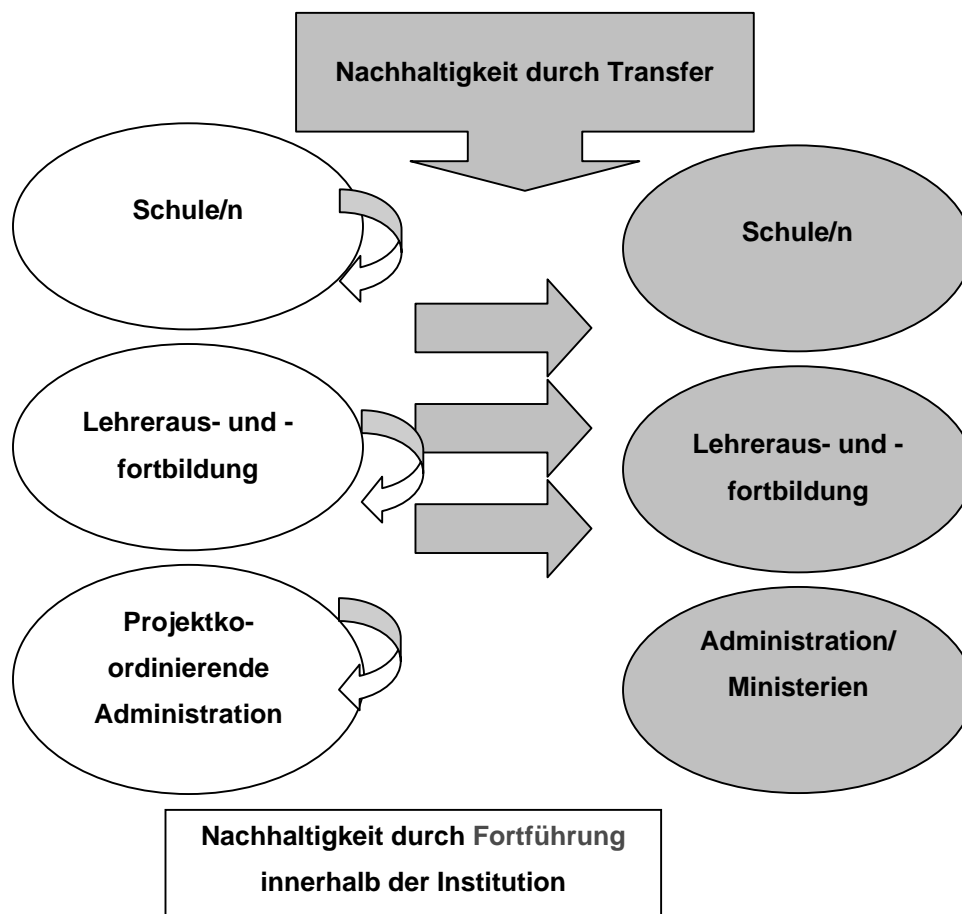 Nachhaltigkeit durch Transfer
Schule/n
Schule/n
Lehreraus- und -
fortbildung
Lehreraus- und -
fortbildung
Projektko-
ordinierende
Administration
Administration/
Ministerien
Nachhaltigkeit durch Fortführung
innerhalb der Institution